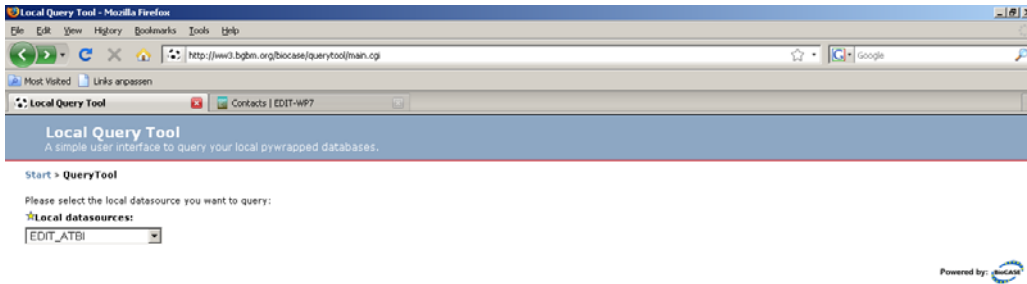 Local Query Tool - Mozilla Firefox
File Edit View History Bookmarks Tools Help
http://ww3.bgbm.org/biocase/querytool/main.cgi
Google
Most Visited Links anpassen
Local Query Tool Contacts | EDIT-WP7
Local Query Tool
A simple user interface to query your local pywrapped databases.
Start > QueryTool
Please select the local datasource you want to query:
Local datasources:
EDIT_ATBI
Powered by: BioCASE